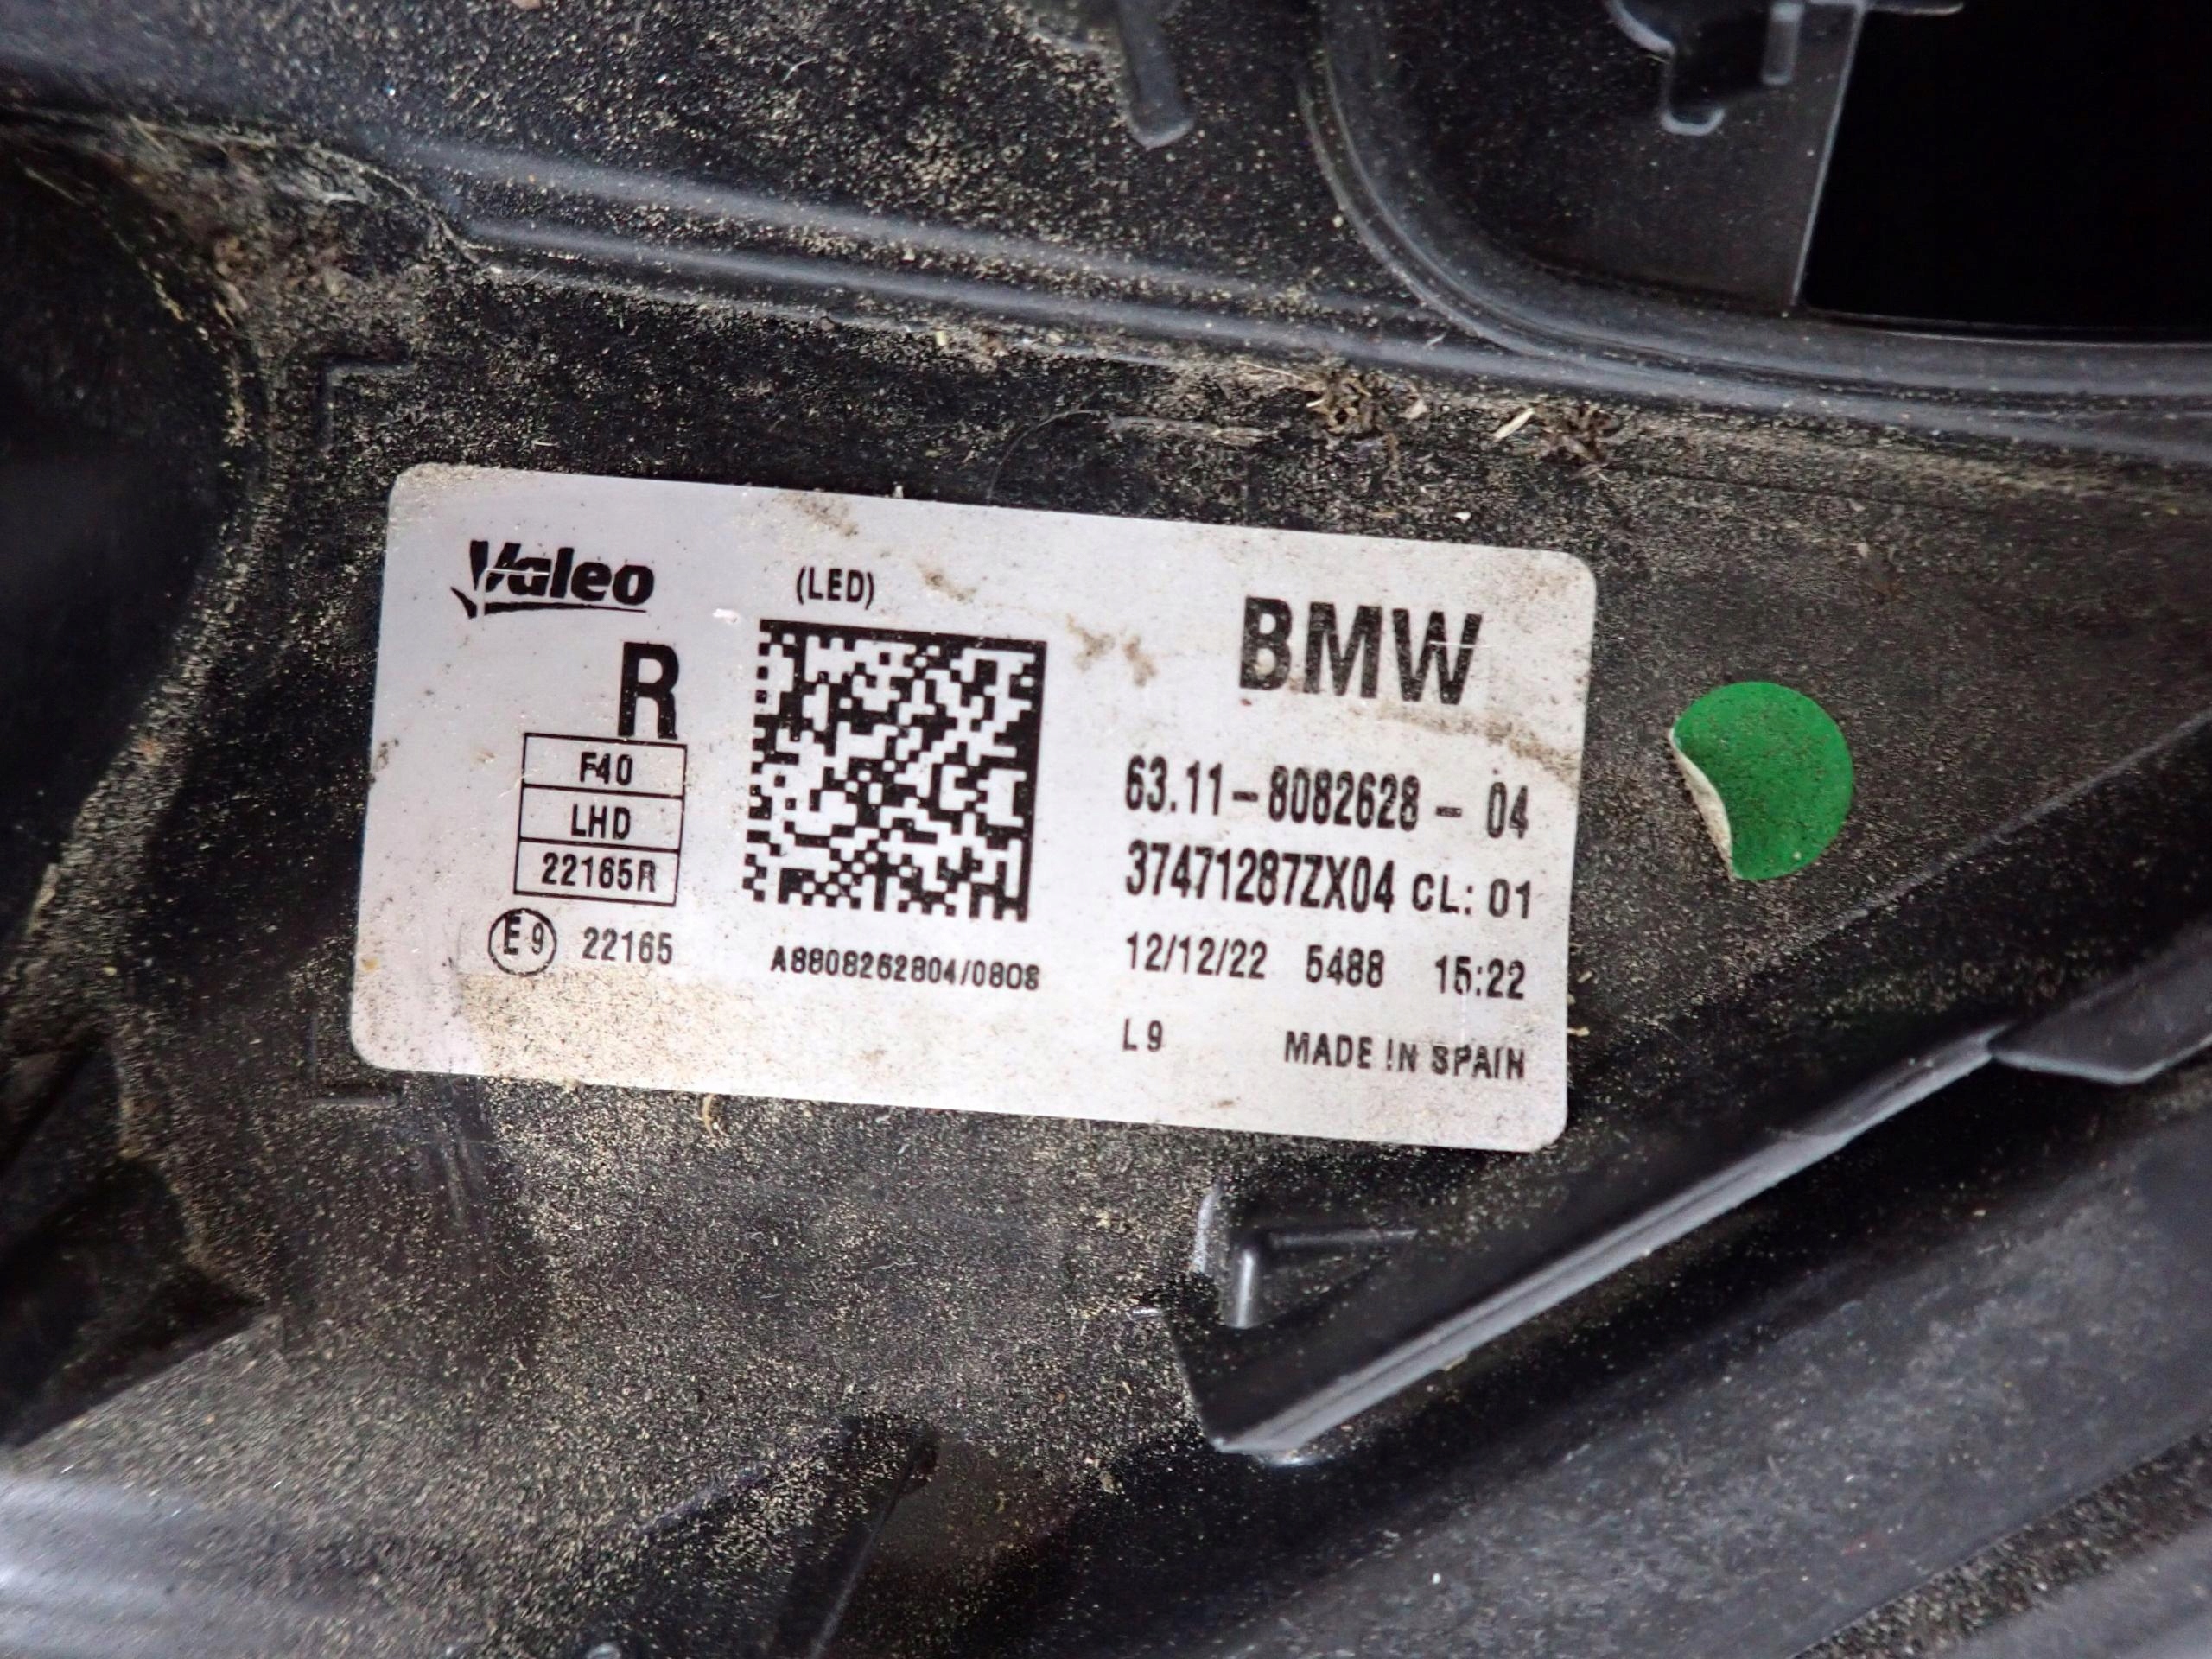 Valeo
(LED)
BMW
R
F40
LHD
22165R
E9 22165
A8808262804/0808
63.11-8082628-04
37471287ZX04 CL: 01
12/12/22 5488 15:22
L9 MADE IN SPAIN